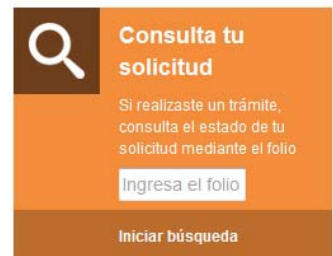 Consulta tu
solicitud
Si realizaste un trámite,
consulta el estado de tu
solicitud mediante el folio
Ingresa el folio
Iniciar búsqueda